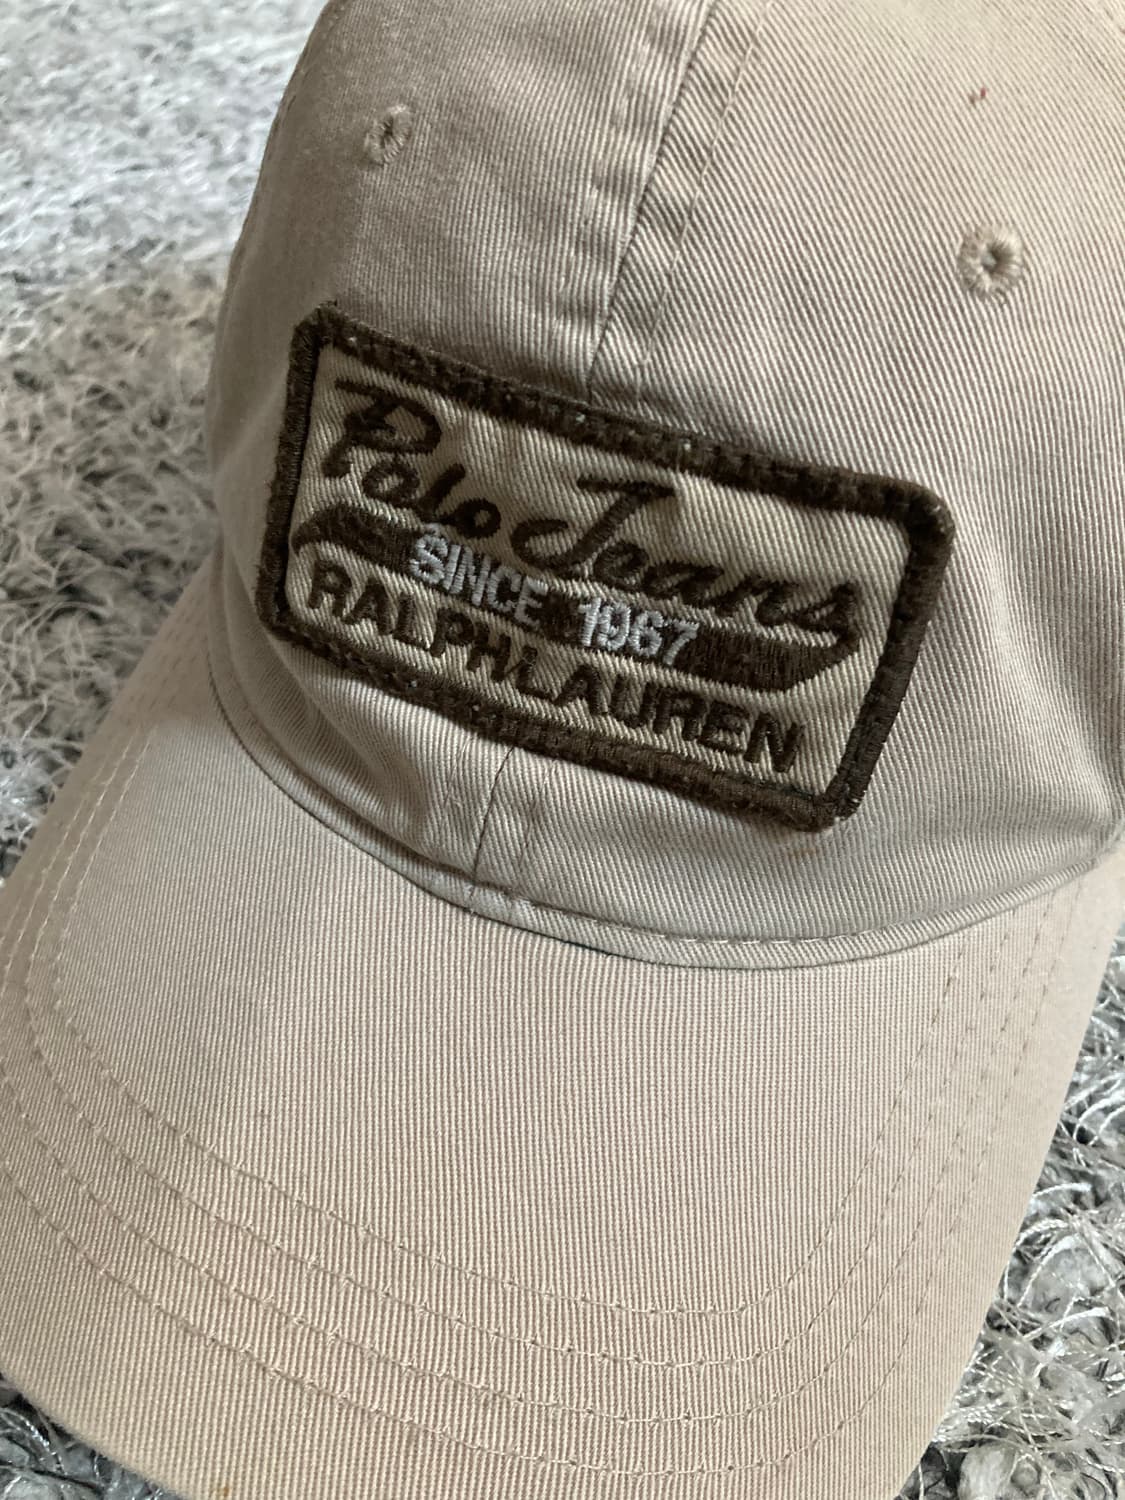 Polo Jeans
SINCE 1967
RALPH LAUREN